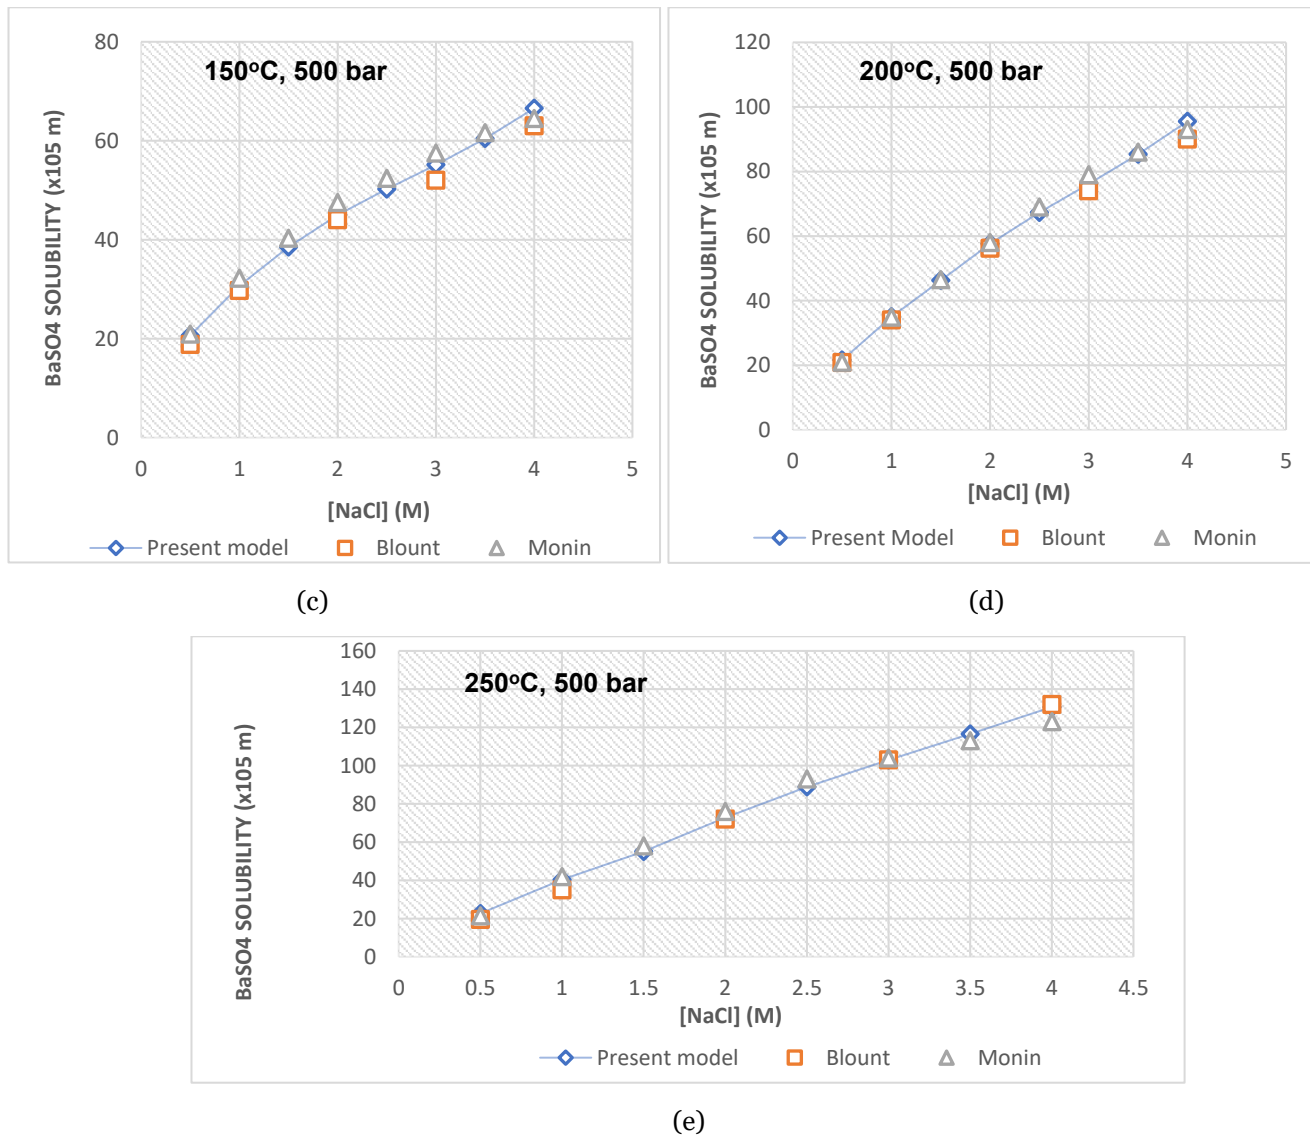 80
60
40
20
0
150°C, 500 bar
BaSO4 SOLUBILITY (x105 m)
0 1 2 3 4 5
[NaCl] (M)
Present model Blount Monin
(c)
120
100
80
60
40
20
0
200°C, 500 bar
BaSO4 SOLUBILITY (x105 m)
0 1 2 3 4 5
[NaCl] (M)
Present Model Blount Monin
(d)
160
140
120
100
80
60
40
20
0
250°C, 500 bar
BaSO4 SOLUBILITY (x105 m)
0 0.5 1 1.5 2 2.5 3 3.5 4 4.5
[NaCl] (M)
Present model Blount Monin
(e)